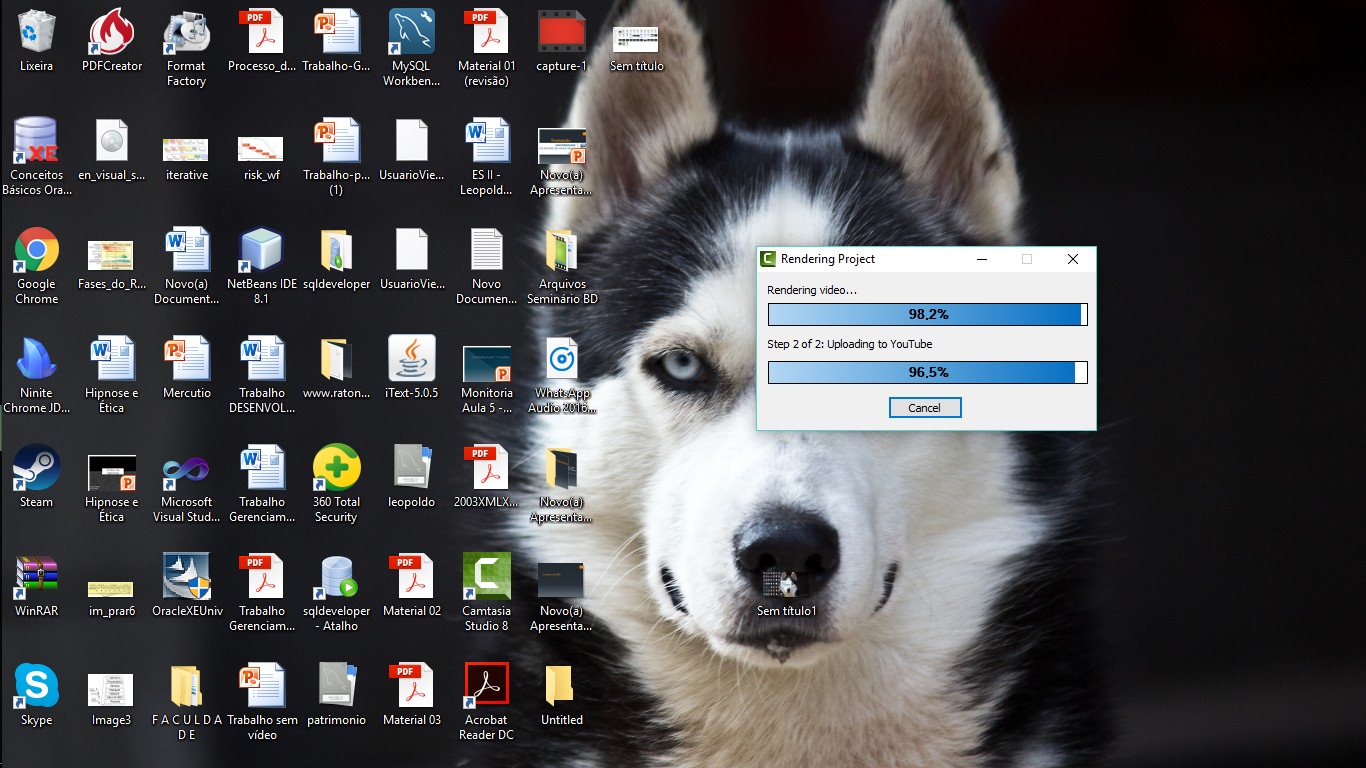 Lixeira
PDFCreator
Format
Factory
PDF
Processo_d...
Trabalho-G...
MySQL
Workben...
PDF
Material 01
(revisão)
capture-1
Sem título
XE
Conceitos
Básicos Ora...
en_visual_s...
iterative
risk_wf
Trabalho-p...
(1)
UsuarioVie...
ES II -
Leopold...
Novo(a)
Apresenta...
Google
Chrome
Fases_do_R...
Novo(a)
Document...
NetBeans IDE
8.1
sqldeveloper
UsuarioVie...
Novo
Documen...
Arquivos
Seminário BD
Rendering Project
Rendering video...
98,2%
Step 2 of 2: Uploading to YouTube
96,5%
Cancel
Ninite
Chrome JD...
Hipnose e
Ética
Mercutio
Trabalho
DESENVOL...
www.raton...
iText-5.0.5
Monitoria
Aula 5 -...
WhatsApp
Audio 2016...
Steam
Hipnose e
Ética
Microsoft
Visual Stud...
Trabalho
Gerenciam...
360 Total
Security
leopoldo
PDF
2003XMLX...
Novo(a)
Apresenta...
WinRAR
im_prar6
OracleXEUniv
PDF
Trabalho
Gerenciam...
sqldeveloper
- Atalho
PDF
Material 02
Camtasia
Studio 8
Novo(a)
Apresenta...
Sem título1
Skype
Image3
F A C U L D A
D E
Trabalho sem
vídeo
patrimonio
PDF
Material 03
Acrobat
Reader DC
Untitled